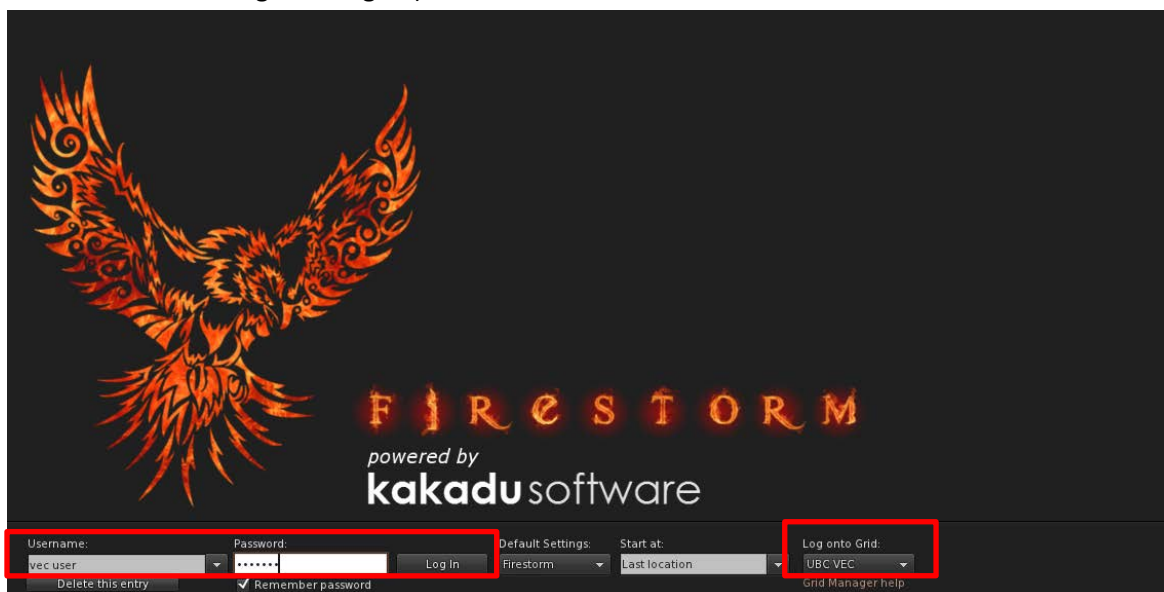 FIRESTORM
powered by
kakadu software
Username: Password: Default Settings: Start at: Log onto Grid:
vec user ••••••• Log In Firestorm Last location UBC VEC
Delete this entry Remember password Grid Manager help